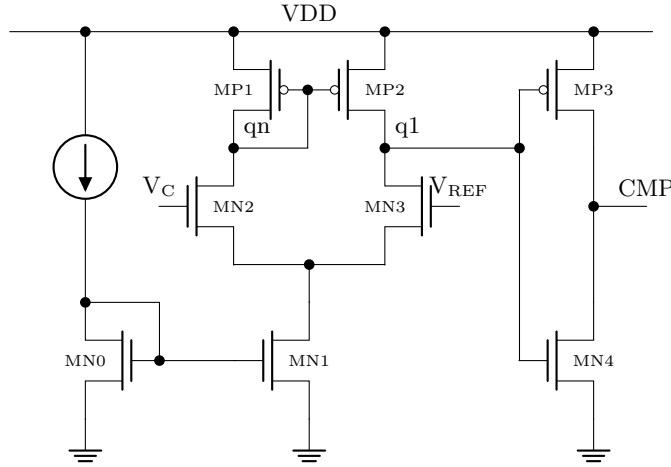 VDD
MP1
MP2
MP3
qn
q1
V_C
V_REF
CMP
MN2
MN3
MN0
MN1
MN4